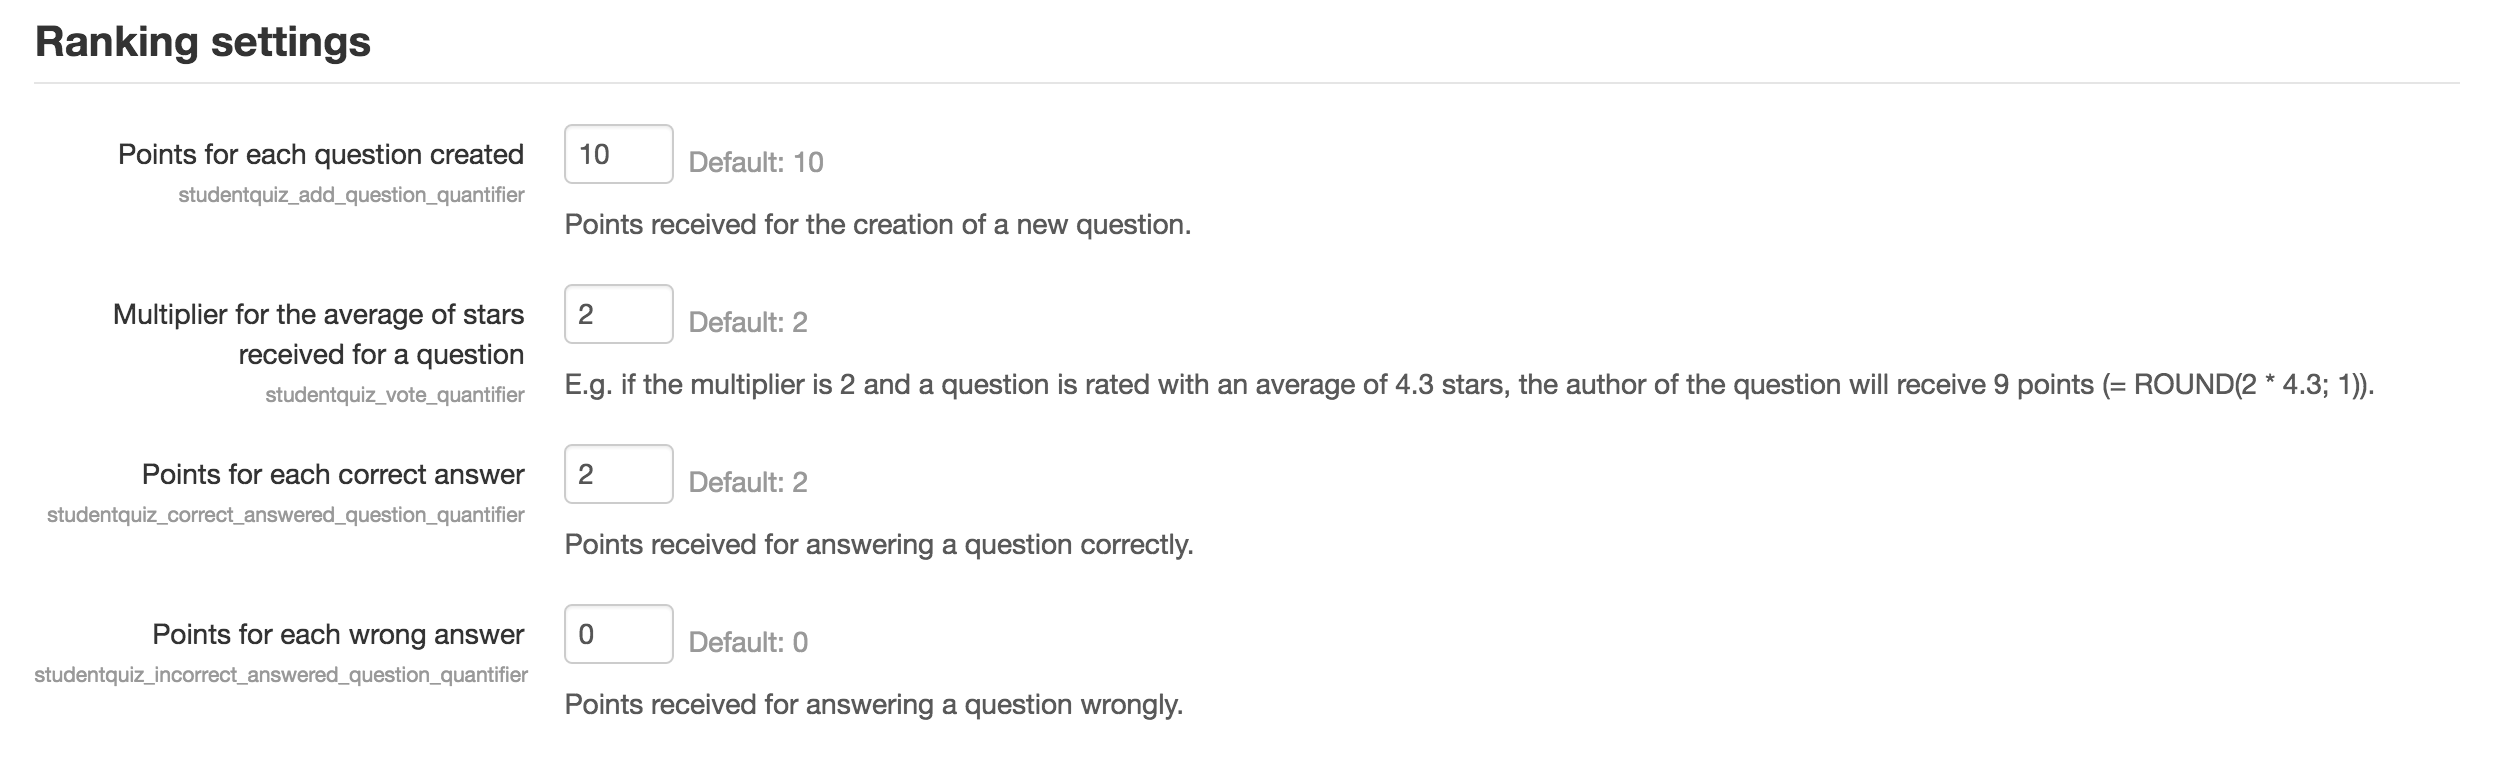 Ranking settings
Points for each question created
10
Default: 10
studentquiz_add_question_quantifier
Points received for the creation of a new question.
Multiplier for the average of stars
received for a question
2
Default: 2
studentquiz_vote_quantifier
E.g. if the multiplier is 2 and a question is rated with an average of 4.3 stars, the author of the question will receive 9 points (= ROUND(2 * 4.3; 1)).
Points for each correct answer
2
Default: 2
studentquiz_correct_answered_question_quantifier
Points received for answering a question correctly.
Points for each wrong answer
0
Default: 0
studentquiz_incorrect_answered_question_quantifier
Points received for answering a question wrongly.